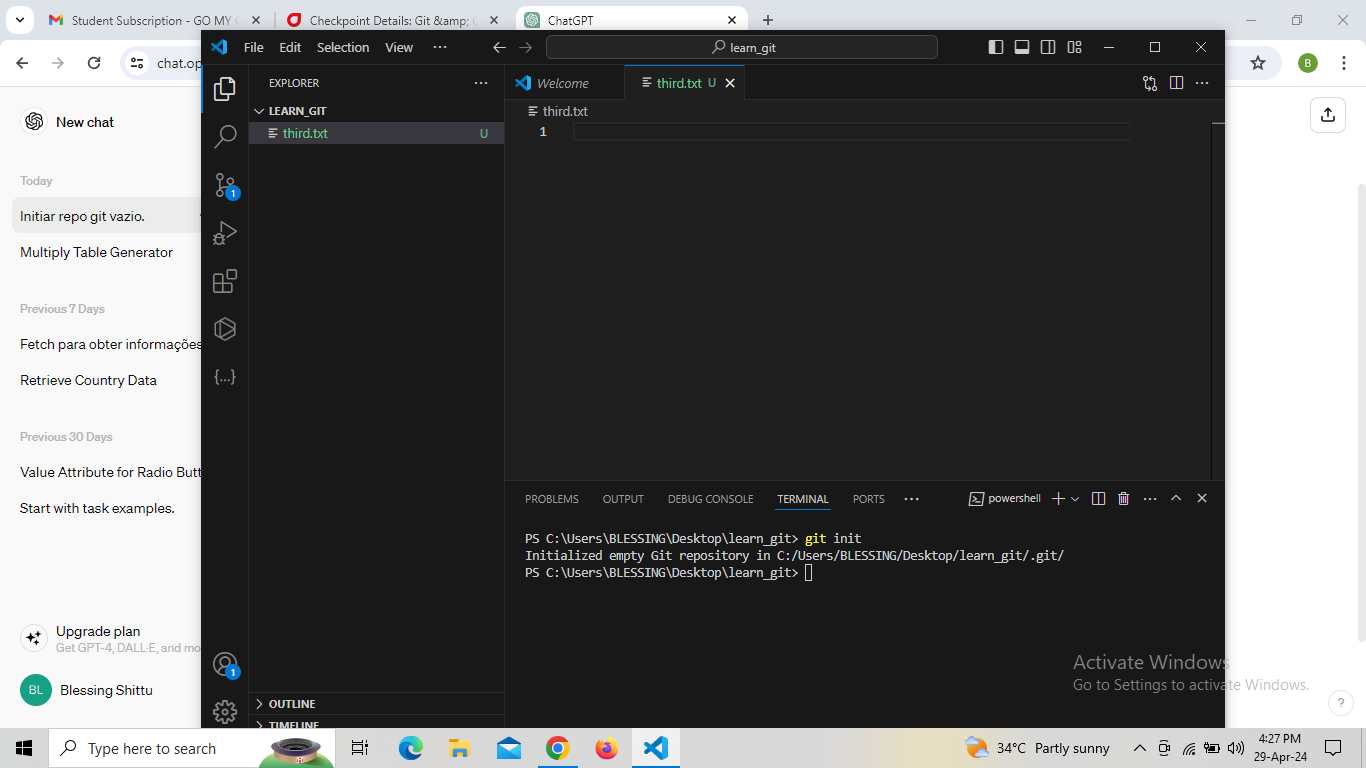 Student Subscription - GO MY
Checkpoint Details: Git &amp;
ChatGPT
chat.op
B
New chat
Today
Initiar repo git vazio.
Multiply Table Generator
Previous 7 Days
Fetch para obter informações
Retrieve Country Data
Previous 30 Days
Value Attribute for Radio Butt
Start with task examples.
Upgrade plan
Get GPT-4, DALL·E, and mo
BL
Blessing Shittu
File Edit Selection View ...
learn_git
EXPLORER ...
LEARN_GIT
third.txt U
1
{...}
1
OUTLINE
TIMELINE
Welcome
third.txt U
third.txt
1
PROBLEMS OUTPUT DEBUG CONSOLE TERMINAL PORTS ...
powershell
PS C:\Users\BLESSING\Desktop\learn_git> git init
Initialized empty Git repository in C:/Users/BLESSING/Desktop/learn_git/.git/
PS C:\Users\BLESSING\Desktop\learn_git>
Activate Windows
Go to Settings to activate Windows.
?
Type here to search
34°C Partly sunny
4:27 PM
29-Apr-24